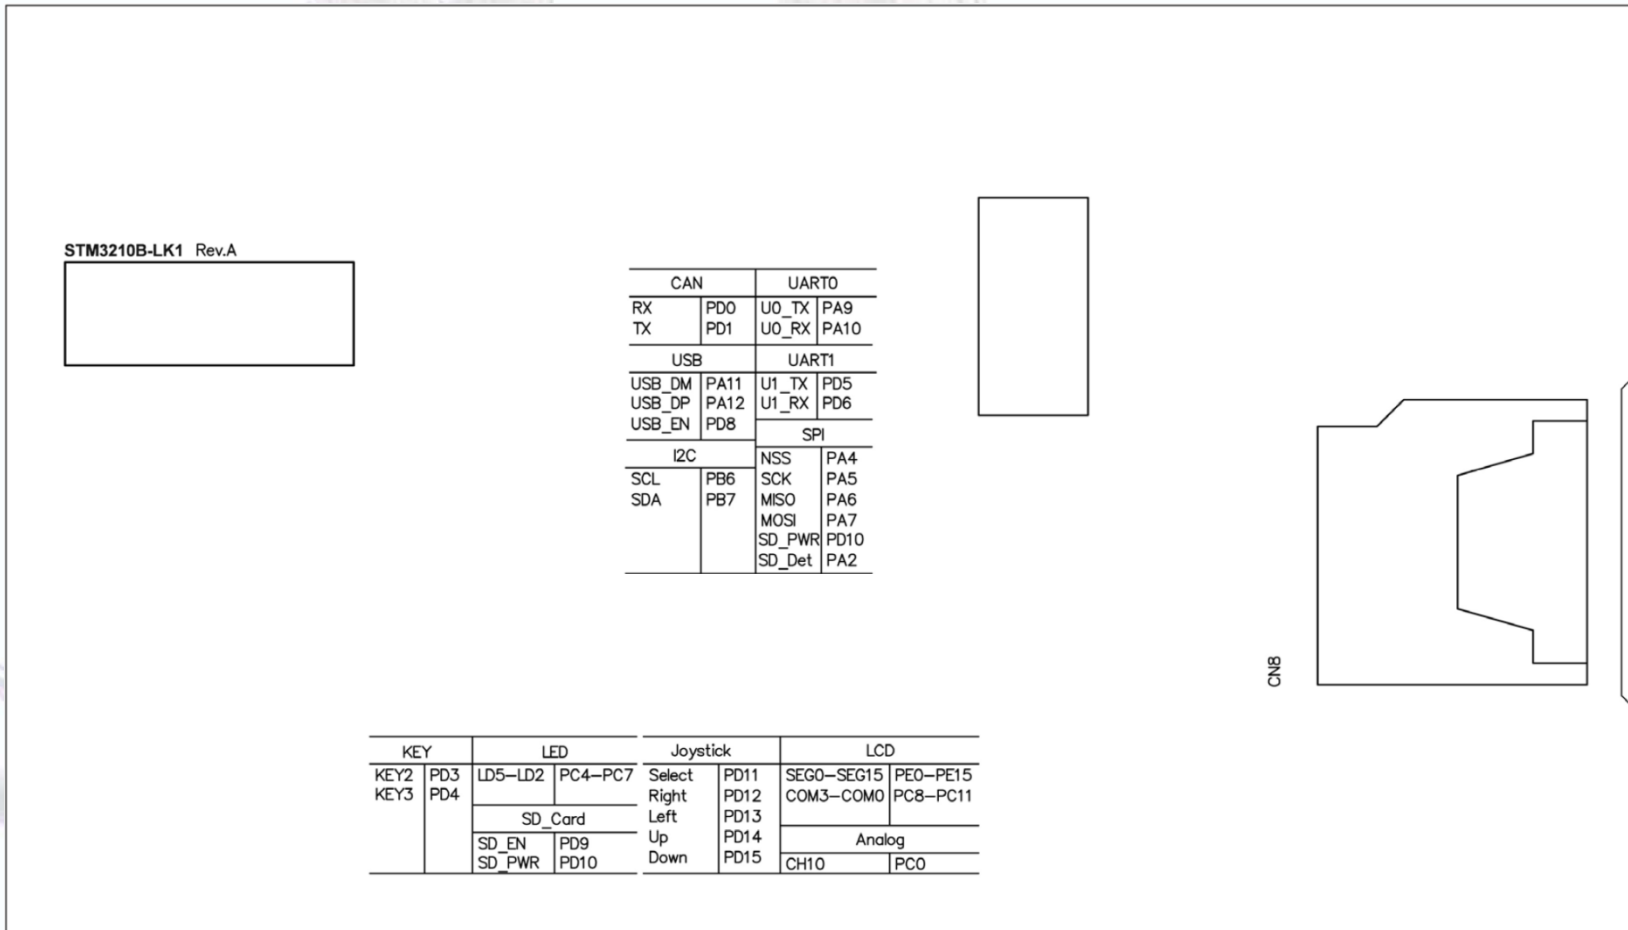 STM3210B-LK1 Rev.A
CAN UART0
RX PD0 U0_TX PA9
TX PD1 U0_RX PA10
USB UART1
USB_DM PA11 U1_TX PD5
USB_DP PA12 U1_RX PD6
USB_EN PD8
SPI
I2C
NSS PA4
SCL PB6 SCK PA5
SDA PB7 MISO PA6
MOSI PA7
SD_PWR PD10
SD_Det PA2
CN8
KEY LED Joystick LCD
KEY2 PD3 LD5-LD2 PC4-PC7 Select PD11 SEG0-SEG15 PE0-PE15
KEY3 PD4 Right PD12 COM3-COM0 PC8-PC11
SD_Card Left PD13
Up PD14 Analog
SD_EN PD9
Down PD15
SD_PWR PD10 CH10 PC0